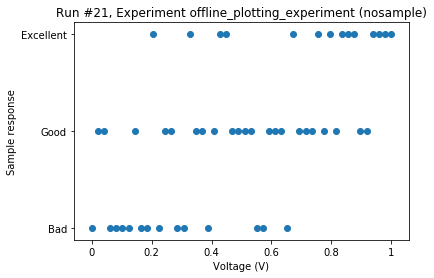 Run #21, Experiment offline_plotting_experiment (nosample)
Excellent
Good
Bad
Sample response
0
0.2
0.4
0.6
0.8
1
Voltage (V)